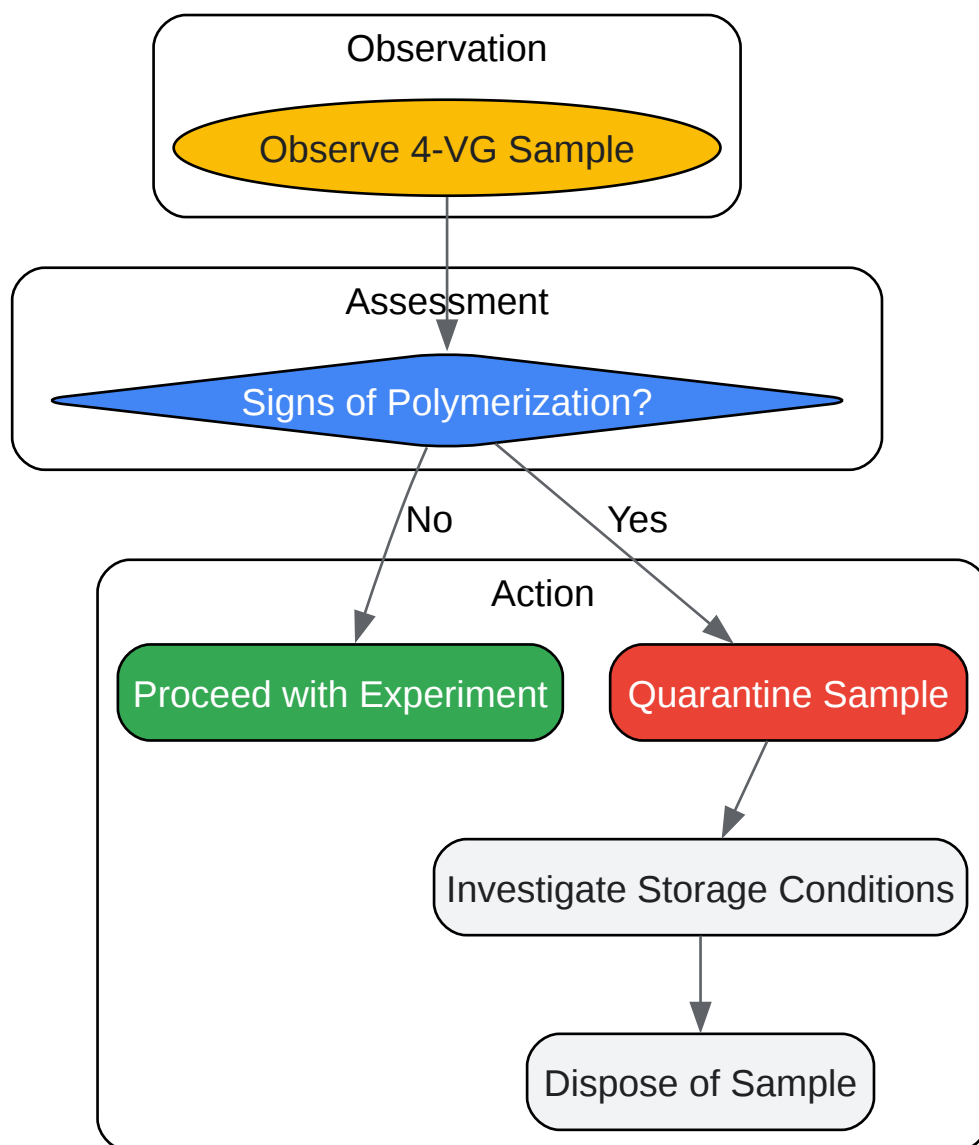 Observation
Observe 4-VG Sample
Assessment
Signs of Polymerization?
No
Yes
Action
Proceed with Experiment
Quarantine Sample
Investigate Storage Conditions
Dispose of Sample